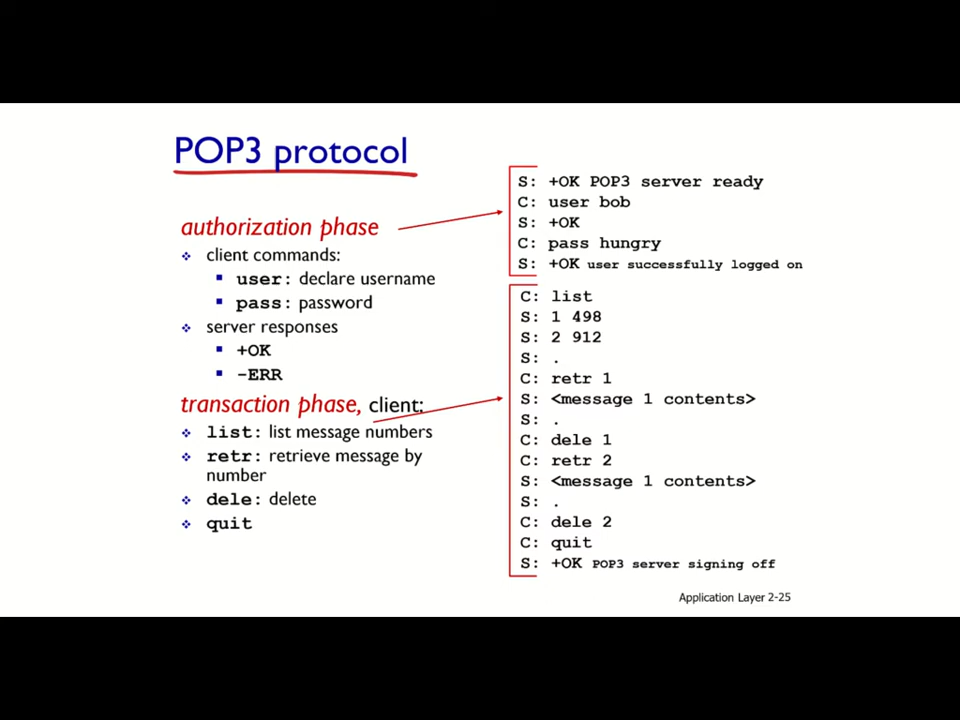 POP3 protocol
authorization phase
client commands:
user: declare username
pass: password
server responses
+OK
-ERR
transaction phase, client:
list: list message numbers
retr: retrieve message by
number
dele: delete
quit
S: +OK POP3 server ready
C: user bob
S: +OK
C: pass hungry
S: +OK user successfully logged on
C: list
S: 1 498
S: 2 912
S: .
C: retr 1
S: <message 1 contents>
S: .
C: dele 1
C: retr 2
S: <message 1 contents>
S: .
C: dele 2
C: quit
S: +OK POP3 server signing off
Application Layer 2-25